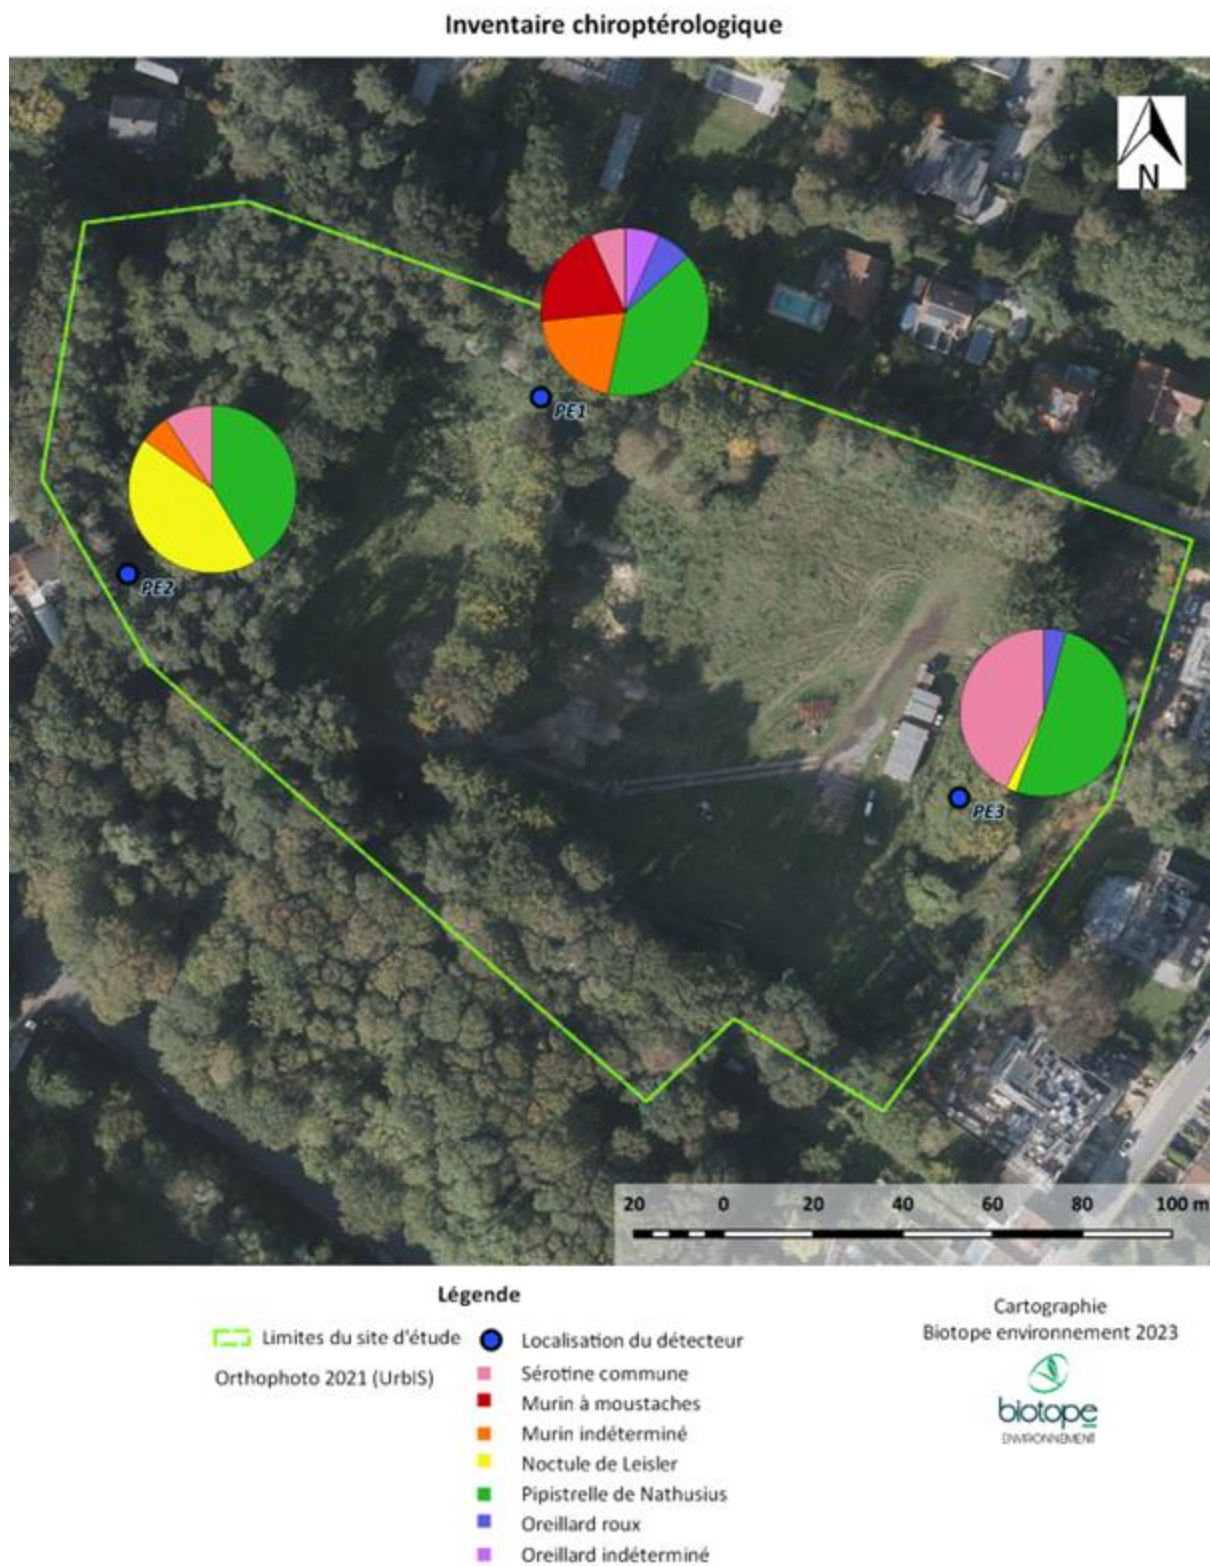 Inventaire chiroptérologique
N
PE1
PE2
PE3
20 0 20 40 60 80 100 m
Légende
Limites du site d'étude
Orthophoto 2021 (UrbIS)
Localisation du détecteur
Sérotine commune
Murin à moustaches
Murin indéterminé
Noctule de Leisler
Pipistrelle de Nathusius
Oreillard roux
Oreillard indéterminé
Cartographie
Biotope environnement 2023
biotope
ENVIRONNEMENT